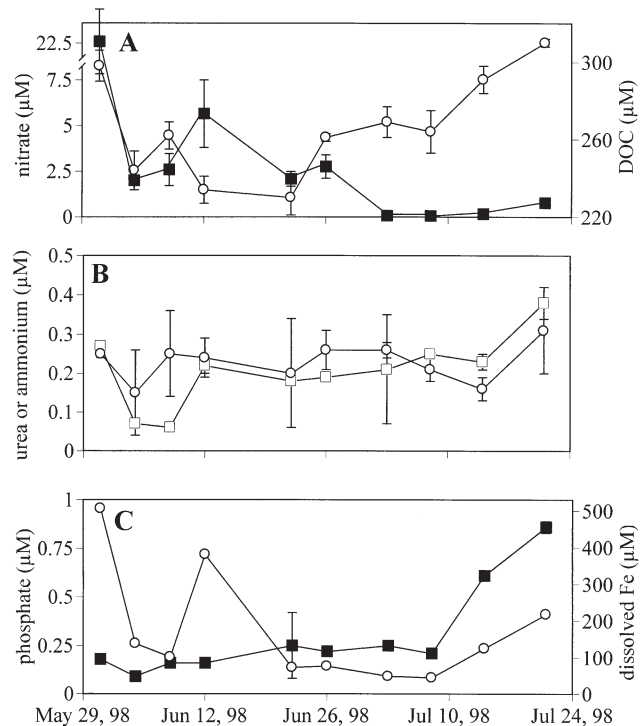 A
22.5
7.5
5
2.5
0
nitrate (µM)
300
260
220
DOC (µM)
B
0.5
0.4
0.3
0.2
0.1
0
urea or ammonium (µM)
C
1
0.75
0.5
0.25
0
phosphate (µM)
500
400
300
200
100
0
dissolved Fe (µM)
May 29, 98 Jun 12, 98 Jun 26, 98 Jul 10, 98 Jul 24, 98